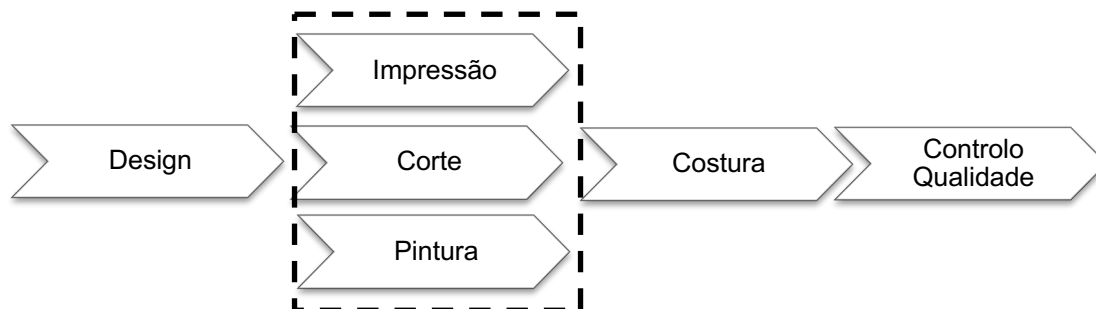 Impressão
Design
Corte
Costura
Controlo
Qualidade
Pintura